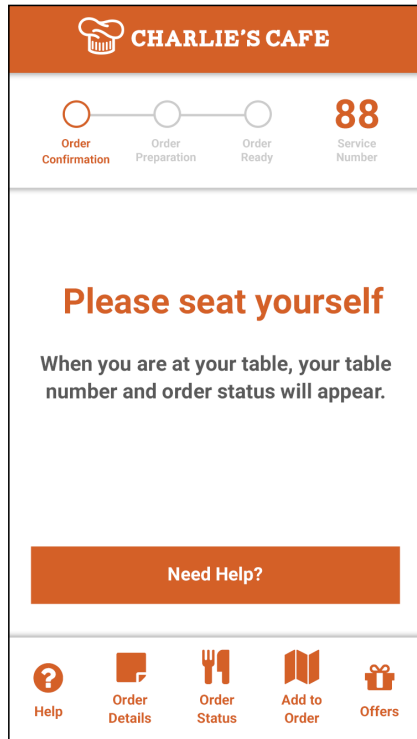 CHARLIE'S CAFE
88
Order
Confirmation
Order
Preparation
Order
Ready
Service
Number
Please seat yourself
When you are at your table, your table
number and order status will appear.
Need Help?
?
Help
Order
Details
Order
Status
Add to
Order
Offers